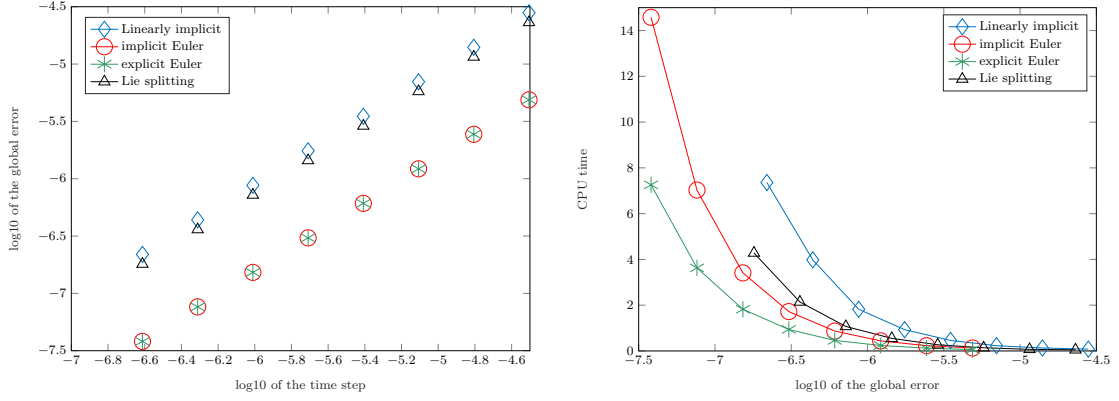 −4.5
−5
−5.5
−6
−6.5
−7
−7.5
log10 of the global error
Linearly implicit
implicit Euler
explicit Euler
Lie splitting
−7 −6.8 −6.6 −6.4 −6.2 −6 −5.8 −5.6 −5.4 −5.2 −5 −4.8 −4.6
log10 of the time step
14
12
10
8
6
4
2
0
CPU time
Linearly implicit
implicit Euler
explicit Euler
Lie splitting
−7.5 −7 −6.5 −6 −5.5 −5 −4.5
log10 of the global error